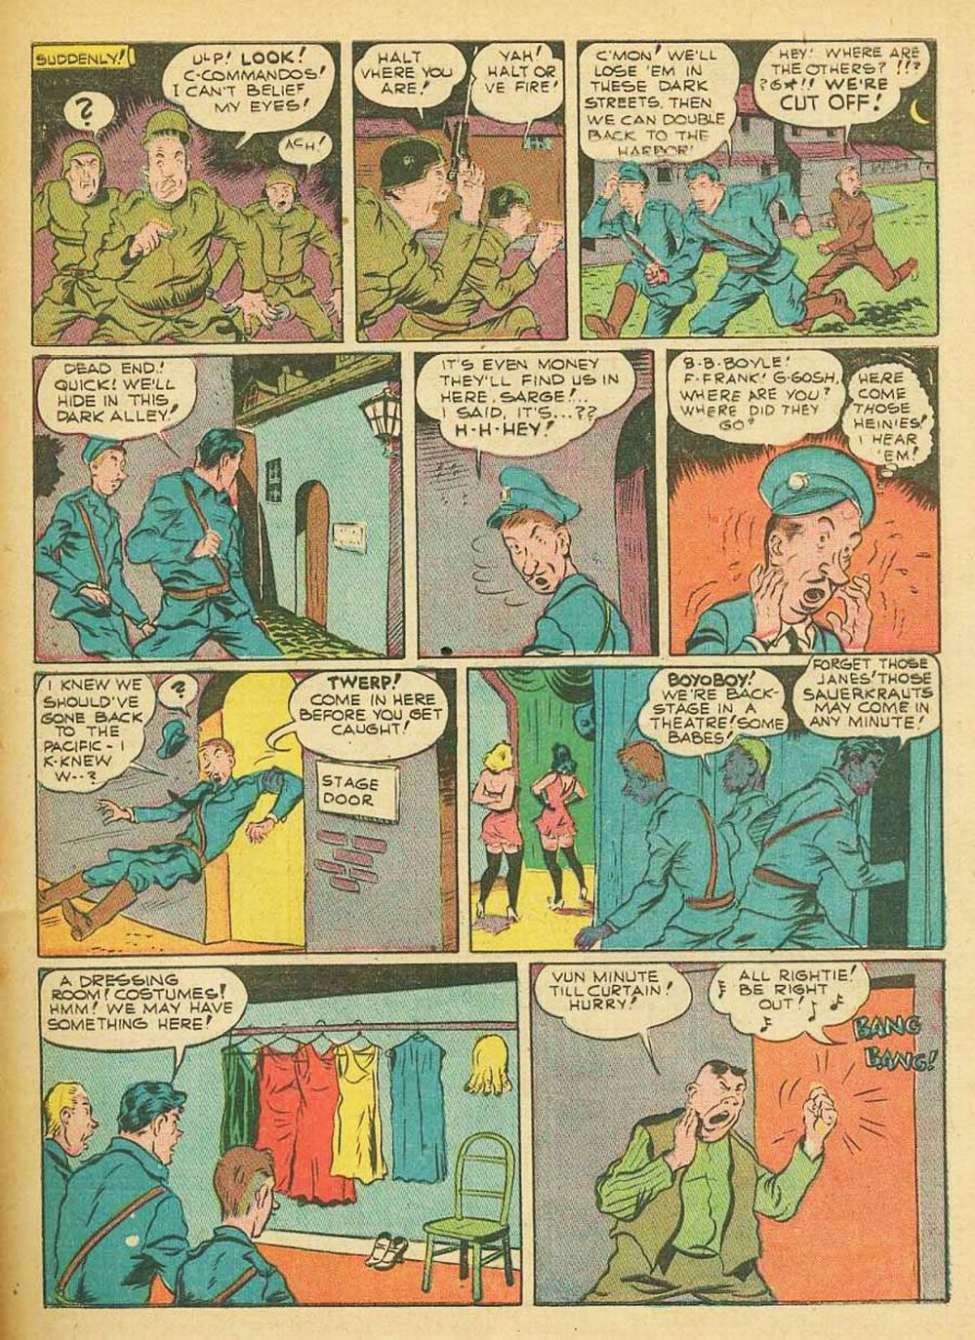 SUDDENLY!
?
ULP! LOOK!
C-COMMANDOS!
I CAN'T BELIEF
MY EYES!
ACH!
HALT
VHERE YOU
ARE!
YAH!
HALT OR
VE FIRE!
C'MON! WE'LL
LOSE 'EM IN
THESE DARK
STREETS, THEN
WE CAN DOUBLE
BACK TO THE
HARBOR!
HEY! WHERE ARE
THE OTHERS? !!?
?G*!! WE'RE
CUT OFF!
DEAD END!
QUICK! WE'LL
HIDE IN THIS
DARK ALLEY!
IT'S EVEN MONEY
THEY'LL FIND US IN
HERE, SARGE!..
I SAID, IT'S...??
H-H-HEY!
B-B-BOYLE!
F-FRANK! G-GOSH,
WHERE ARE YOU?
WHERE DID THEY
GO?
HERE
COME
THOSE
HEINIES!
I HEAR
'EM!
I KNEW WE
SHOULD'VE
GONE BACK
TO THE
PACIFIC - I
K-KNEW
W--?
?
TWERP!
COME IN HERE
BEFORE YOU GET
CAUGHT!
STAGE
DOOR
BOYOBOY!
WE'RE BACK-
STAGE IN A
THEATRE! SOME
BABES!
FORGET THOSE
JANES! THOSE
SAUERKRAUTS
MAY COME IN
ANY MINUTE!
A DRESSING
ROOM! COSTUMES!
HMM! WE MAY HAVE
SOMETHING HERE!
VUN MINUTE
TILL CURTAIN!
HURRY!
ALL RIGHTIE!
BE RIGHT
OUT!
BANG
BANG!